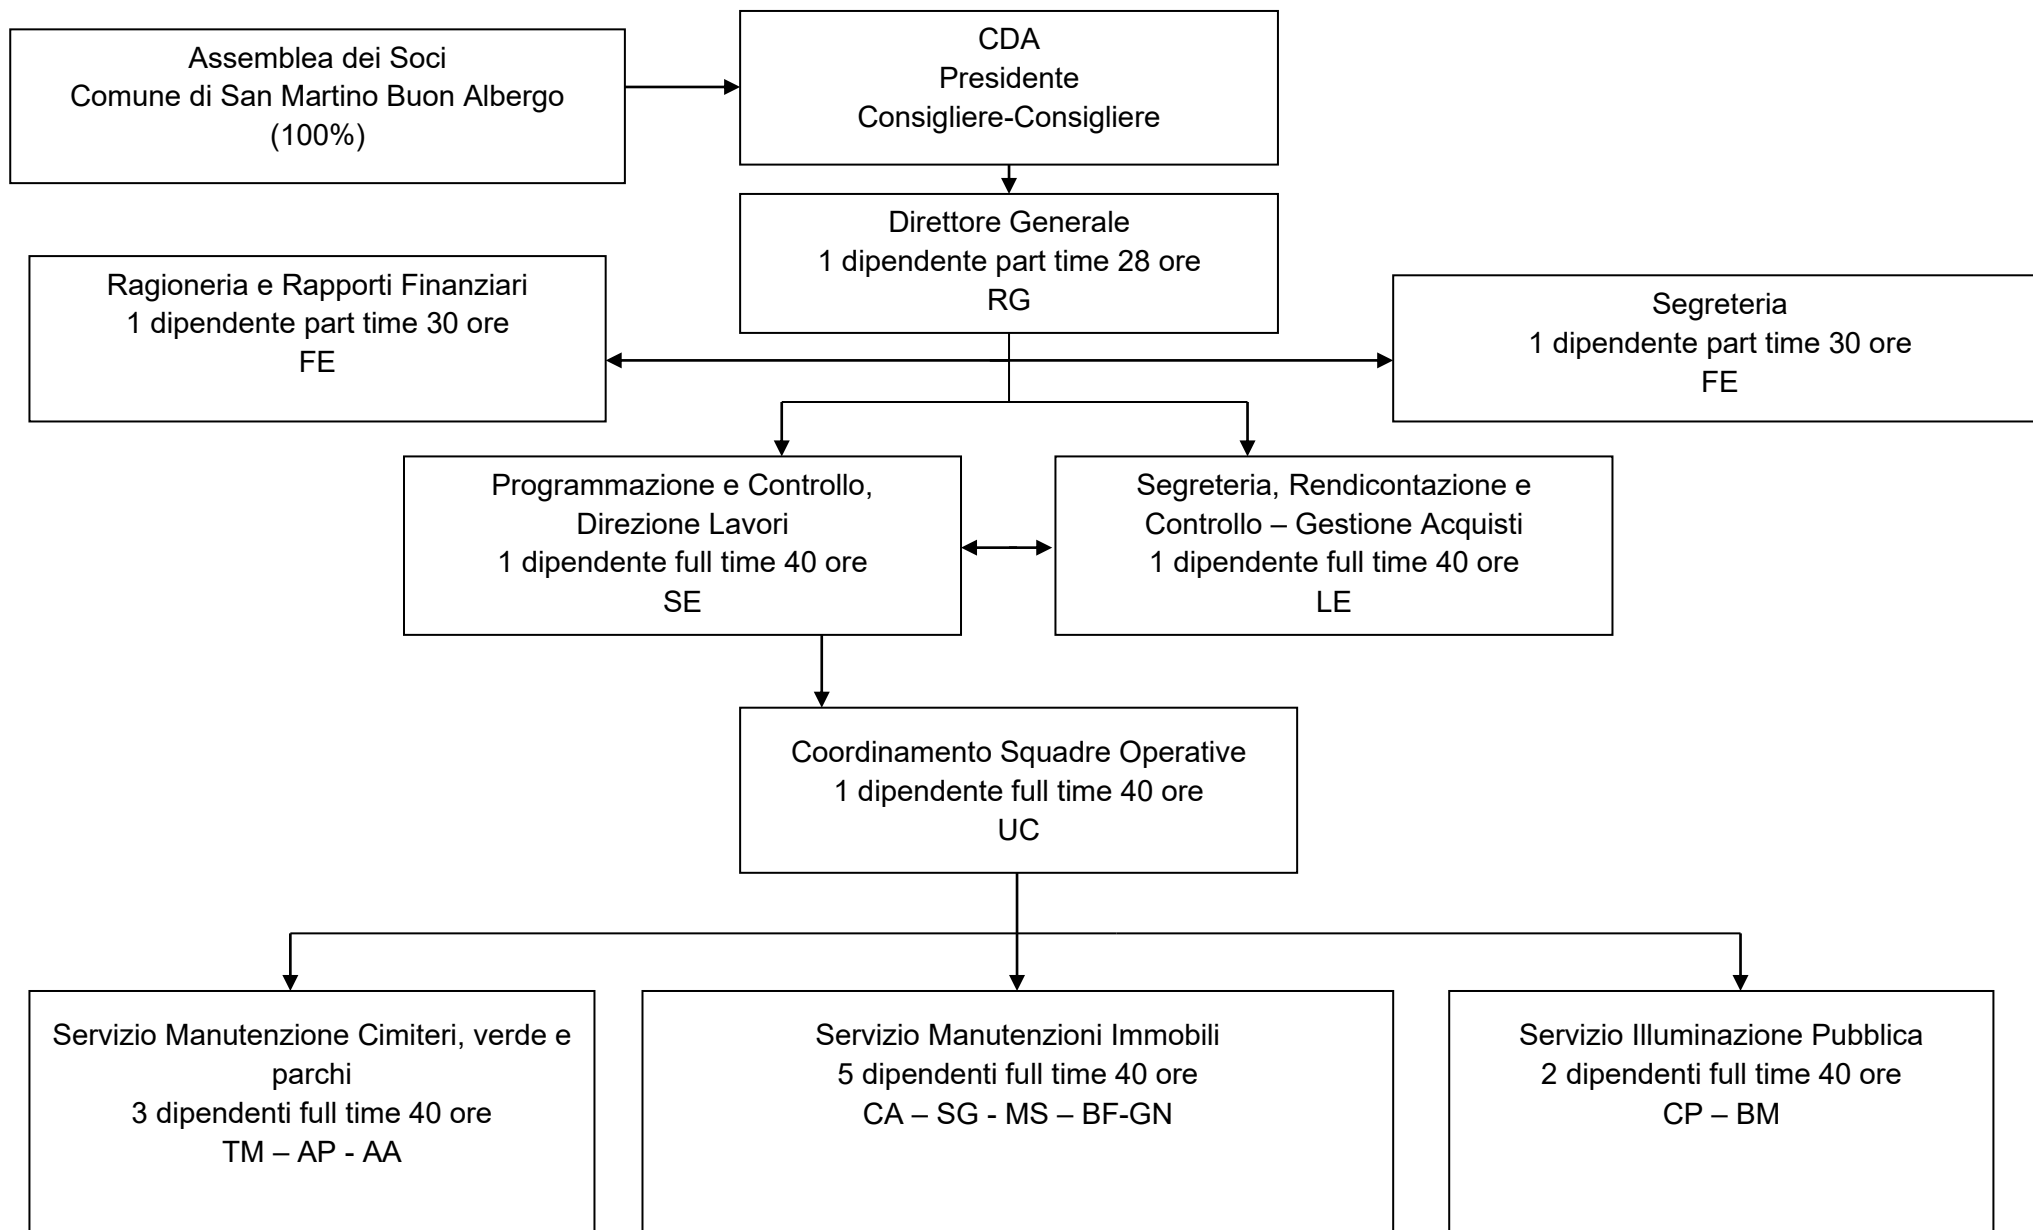 Assemblea dei Soci
Comune di San Martino Buon Albergo
(100%)
CDA
Presidente
Consigliere-Consigliere
Direttore Generale
1 dipendente part time 28 ore
RG
Ragioneria e Rapporti Finanziari
1 dipendente part time 30 ore
FE
Segreteria
1 dipendente part time 30 ore
FE
Programmazione e Controllo,
Direzione Lavori
1 dipendente full time 40 ore
SE
Segreteria, Rendicontazione e
Controllo – Gestione Acquisti
1 dipendente full time 40 ore
LE
Coordinamento Squadre Operative
1 dipendente full time 40 ore
UC
Servizio Manutenzione Cimiteri, verde e
parchi
3 dipendenti full time 40 ore
TM – AP - AA
Servizio Manutenzioni Immobili
5 dipendenti full time 40 ore
CA – SG - MS – BF-GN
Servizio Illuminazione Pubblica
2 dipendenti full time 40 ore
CP – BM